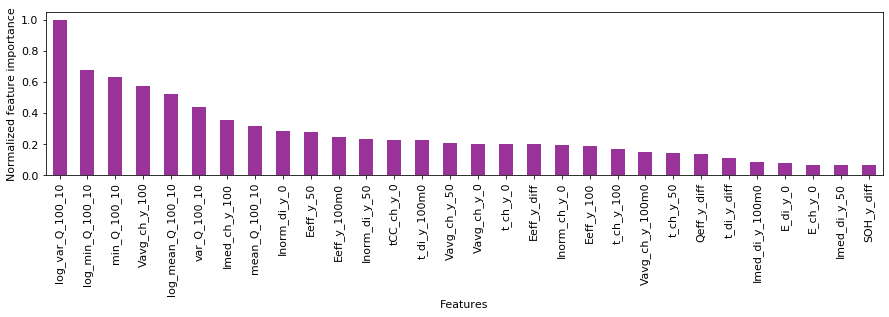 Normalized feature importance
1.0
0.8
0.6
0.4
0.2
0.0
log_var_Q_100_10
log_min_Q_100_10
min_Q_100_10
Vavg_ch_y_100
log_mean_Q_100_10
var_Q_100_10
Imed_ch_y_100
mean_Q_100_10
Inorm_di_y_0
Eeff_y_50
Eeff_y_100m0
Inorm_di_y_50
tCC_ch_y_0
t_di_y_100m0
Vavg_ch_y_50
Vavg_ch_y_0
t_ch_y_0
Eeff_y_diff
Inorm_ch_y_0
Eeff_y_100
t_ch_y_100
Vavg_ch_y_100m0
t_ch_y_50
Qeff_y_diff
t_di_y_diff
Imed_di_y_100m0
E_di_y_0
E_ch_y_0
Imed_di_y_50
SOH_y_diff
Features